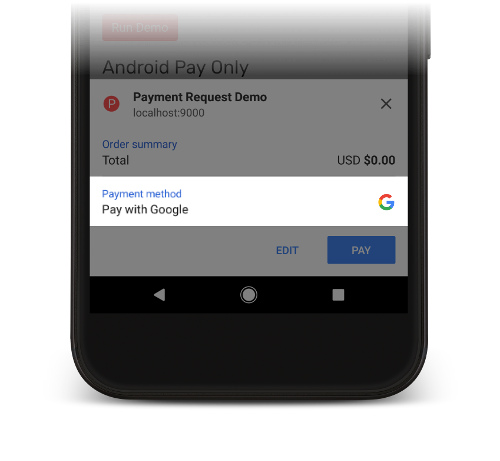 Run Demo
Android Pay Only
P
Payment Request Demo
localhost:9000
Order summary
Total USD $0.00
Payment method
Pay with Google
G
EDIT PAY